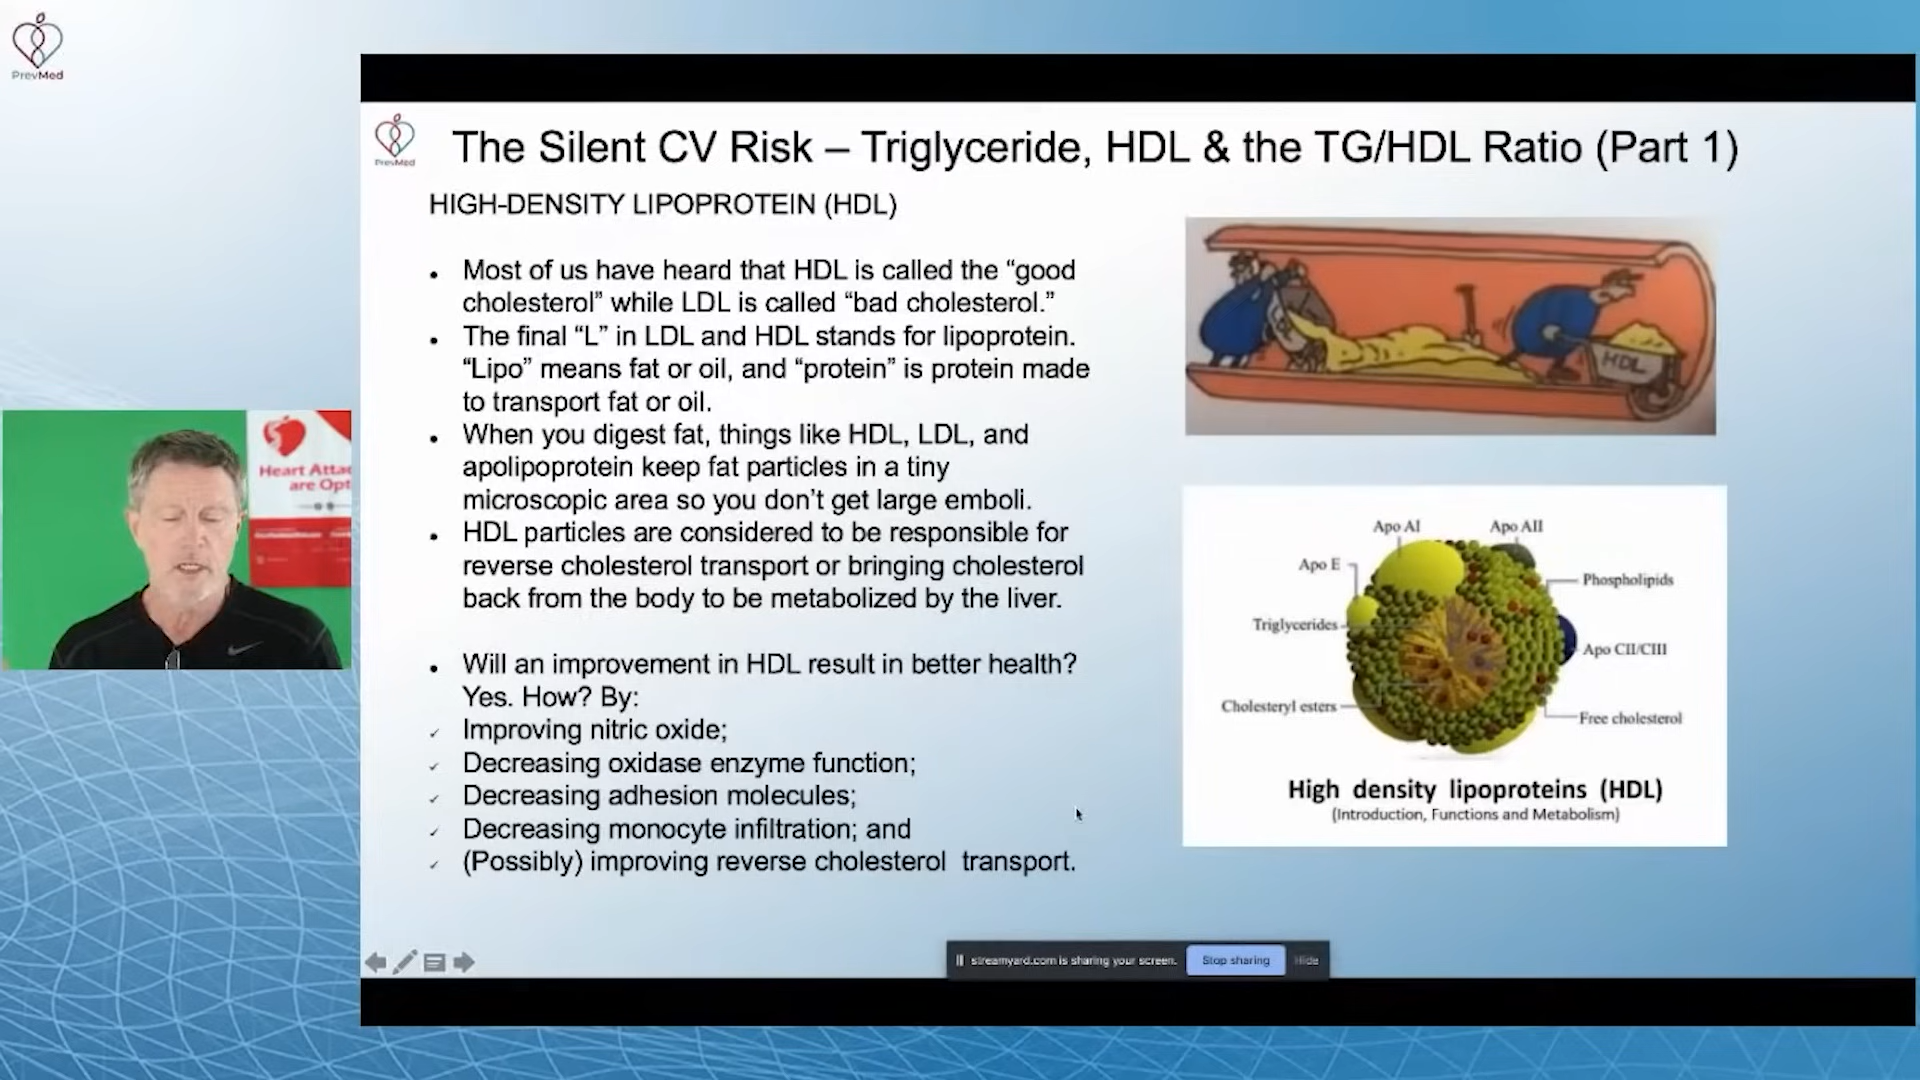 PrevMed
PrevMed
The Silent CV Risk – Triglyceride, HDL & the TG/HDL Ratio (Part 1)
HIGH-DENSITY LIPOPROTEIN (HDL)
• Most of us have heard that HDL is called the “good
cholesterol” while LDL is called “bad cholesterol.”
• The final “L” in LDL and HDL stands for lipoprotein.
“Lipo” means fat or oil, and “protein” is protein made
to transport fat or oil.
• When you digest fat, things like HDL, LDL, and
apolipoprotein keep fat particles in a tiny
microscopic area so you don’t get large emboli.
• HDL particles are considered to be responsible for
reverse cholesterol transport or bringing cholesterol
back from the body to be metabolized by the liver.
• Will an improvement in HDL result in better health?
Yes. How? By:
✓ Improving nitric oxide;
✓ Decreasing oxidase enzyme function;
✓ Decreasing adhesion molecules;
✓ Decreasing monocyte infiltration; and
✓ (Possibly) improving reverse cholesterol transport.
HDL
Apo AI
Apo AII
Apo E
Phospholipids
Triglycerides
Apo CII/CIII
Cholesteryl esters
Free cholesterol
High density lipoproteins (HDL)
(Introduction, Functions and Metabolism)
Heart Attac
are Opt
streamyard.com is sharing your screen.
Stop sharing
Hide